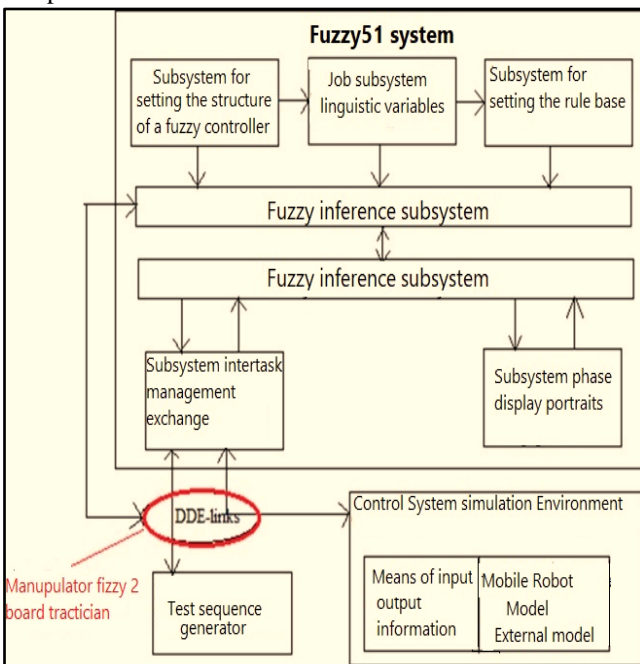 Fuzzy51 system
Subsystem for
setting the structure
of a fuzzy controller
Job subsystem
linguistic variables
Subsystem for
setting the rule base
Fuzzy inference subsystem
Fuzzy inference subsystem
Subsystem intertask
management
exchange
Subsystem phase
display portraits
DDE-links
Control System simulation Environment
Manupulator fizzy 2
board tractician
Test sequence
generator
Means of input
output
information
Mobile Robot
Model
External model